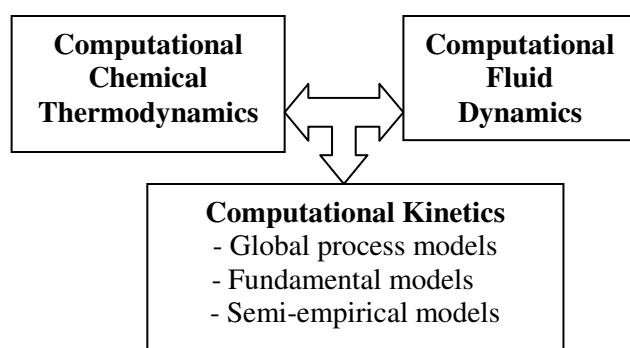 Computational
Chemical
Thermodynamics
Computational
Fluid
Dynamics
Computational Kinetics
- Global process models
- Fundamental models
- Semi-empirical models